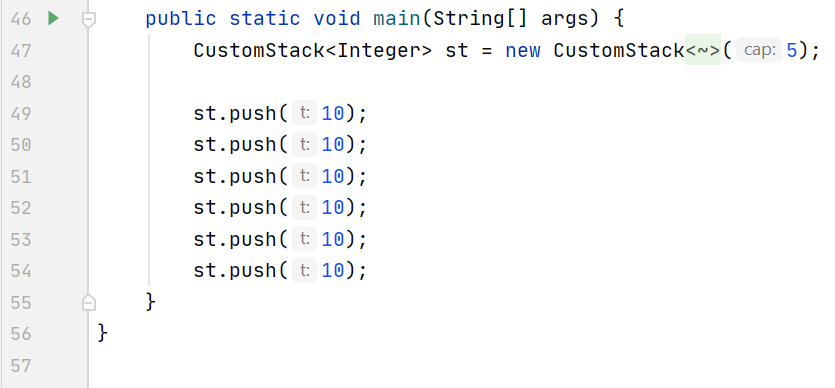 46 public static void main(String[] args) {
47 CustomStack<Integer> st = new CustomStack<~>( cap: 5);
48
49 st.push( t: 10);
50 st.push( t: 10);
51 st.push( t: 10);
52 st.push( t: 10);
53 st.push( t: 10);
54 st.push( t: 10);
55 }
56 }
57